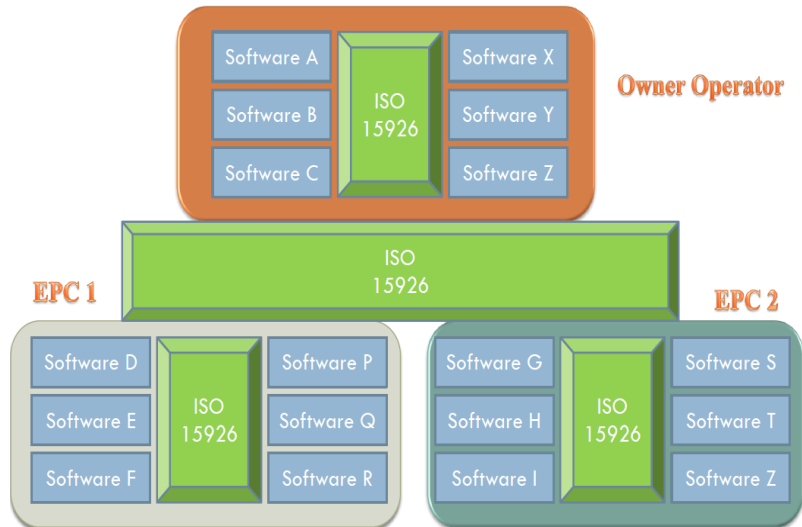 Software A
Software B
Software C
ISO
15926
Software X
Software Y
Software Z
Owner Operator
ISO
15926
EPC 1
EPC 2
Software D
Software E
Software F
ISO
15926
Software P
Software Q
Software R
Software G
Software H
Software I
ISO
15926
Software S
Software T
Software Z